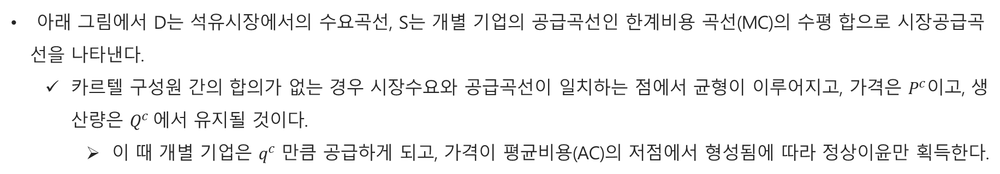 • 아래 그림에서 D는 석유시장에서의 수요곡선, S는 개별 기업의 공급곡선인 한계비용 곡선(MC)의 수평 합으로 시장공급곡
선을 나타낸다.
✓ 카르텔 구성원 간의 합의가 없는 경우 시장수요와 공급곡선이 일치하는 점에서 균형이 이루어지고, 가격은 Pᶜ이고, 생
산량은 Qᶜ 에서 유지될 것이다.
➢ 이 때 개별 기업은 qᶜ 만큼 공급하게 되고, 가격이 평균비용(AC)의 저점에서 형성됨에 따라 정상이윤만 획득한다.